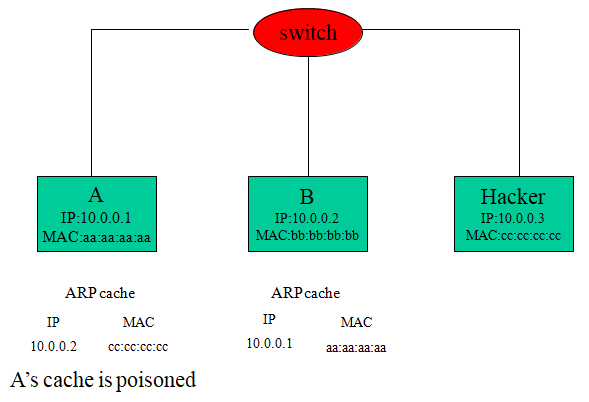 switch
A
IP:10.0.0.1
MAC:aa:aa:aa:aa
B
IP:10.0.0.2
MAC:bb:bb:bb:bb
Hacker
IP:10.0.0.3
MAC:cc:cc:cc:cc
ARP cache
IP MAC
10.0.0.2 cc:cc:cc:cc
ARP cache
IP MAC
10.0.0.1 aa:aa:aa:aa
A's cache is poisoned